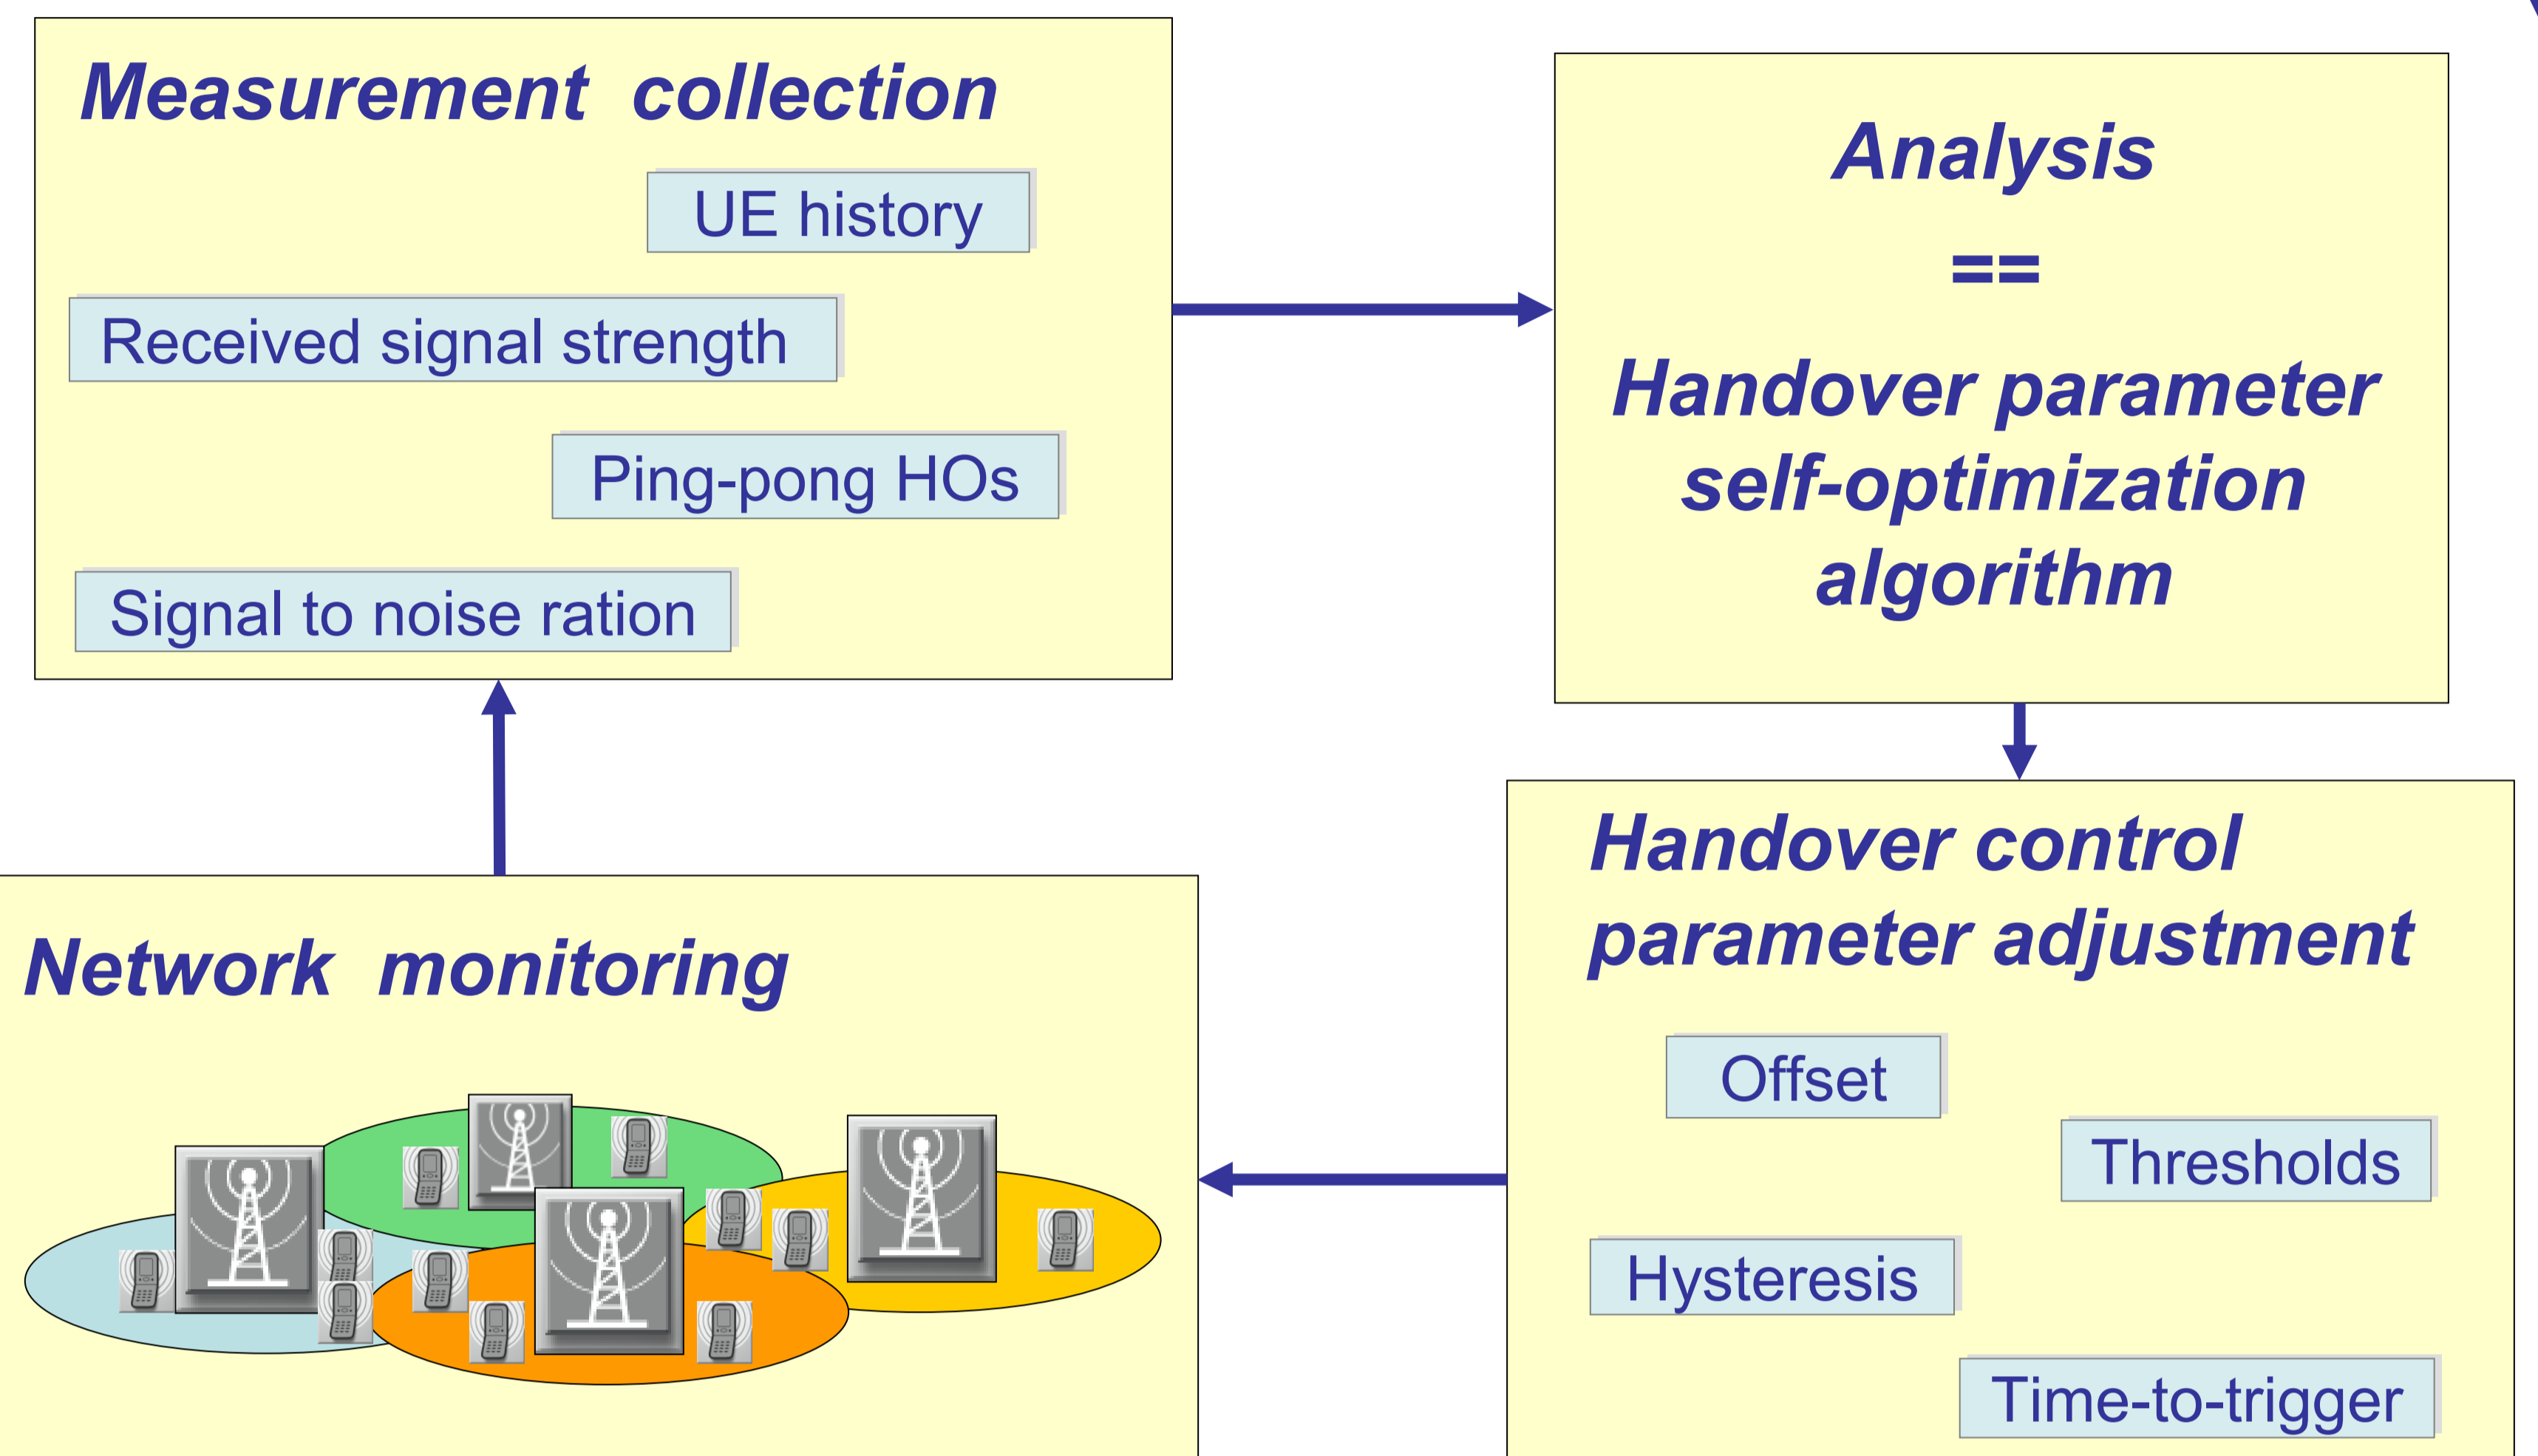 Measurement collection
UE history
Received signal strength
Ping-pong HOs
Signal to noise ration
Analysis
==
Handover parameter
self-optimization
algorithm
Network monitoring
Handover control
parameter adjustment
Offset
Thresholds
Hysteresis
Time-to-trigger